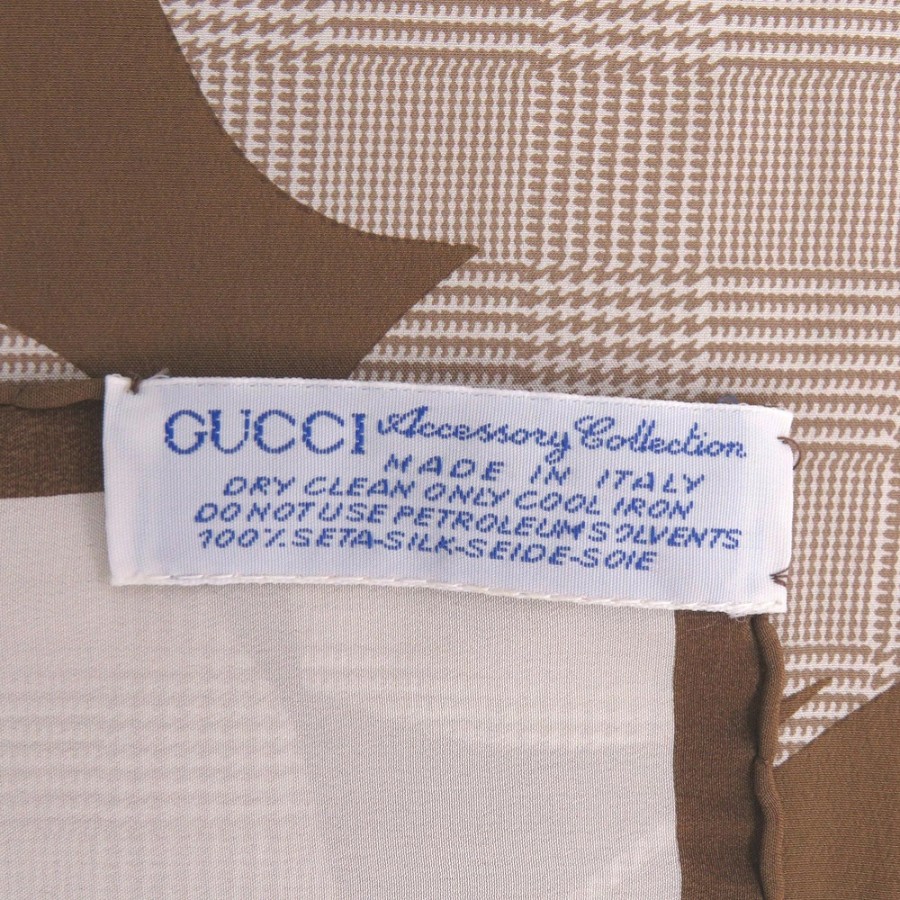 GUCCI Accessory Collection
MADE IN ITALY
DRY CLEAN ONLY COOL IRON
DO NOT USE PETROLEUM SOLVENTS
100% SETA-SILK-SEIDE-SOIE